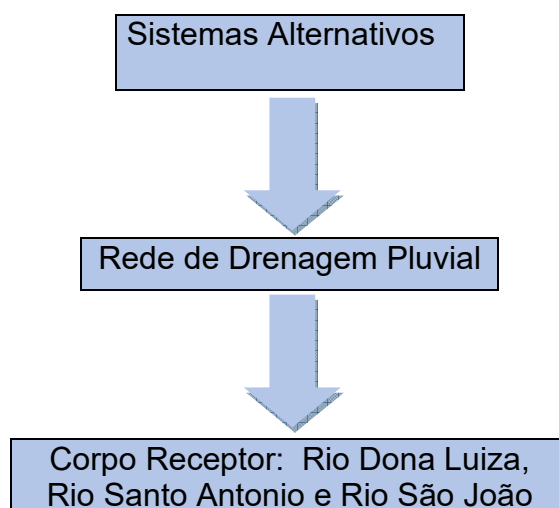 Sistemas Alternativos
Rede de Drenagem Pluvial
Corpo Receptor: Rio Dona Luiza,
Rio Santo Antonio e Rio São João